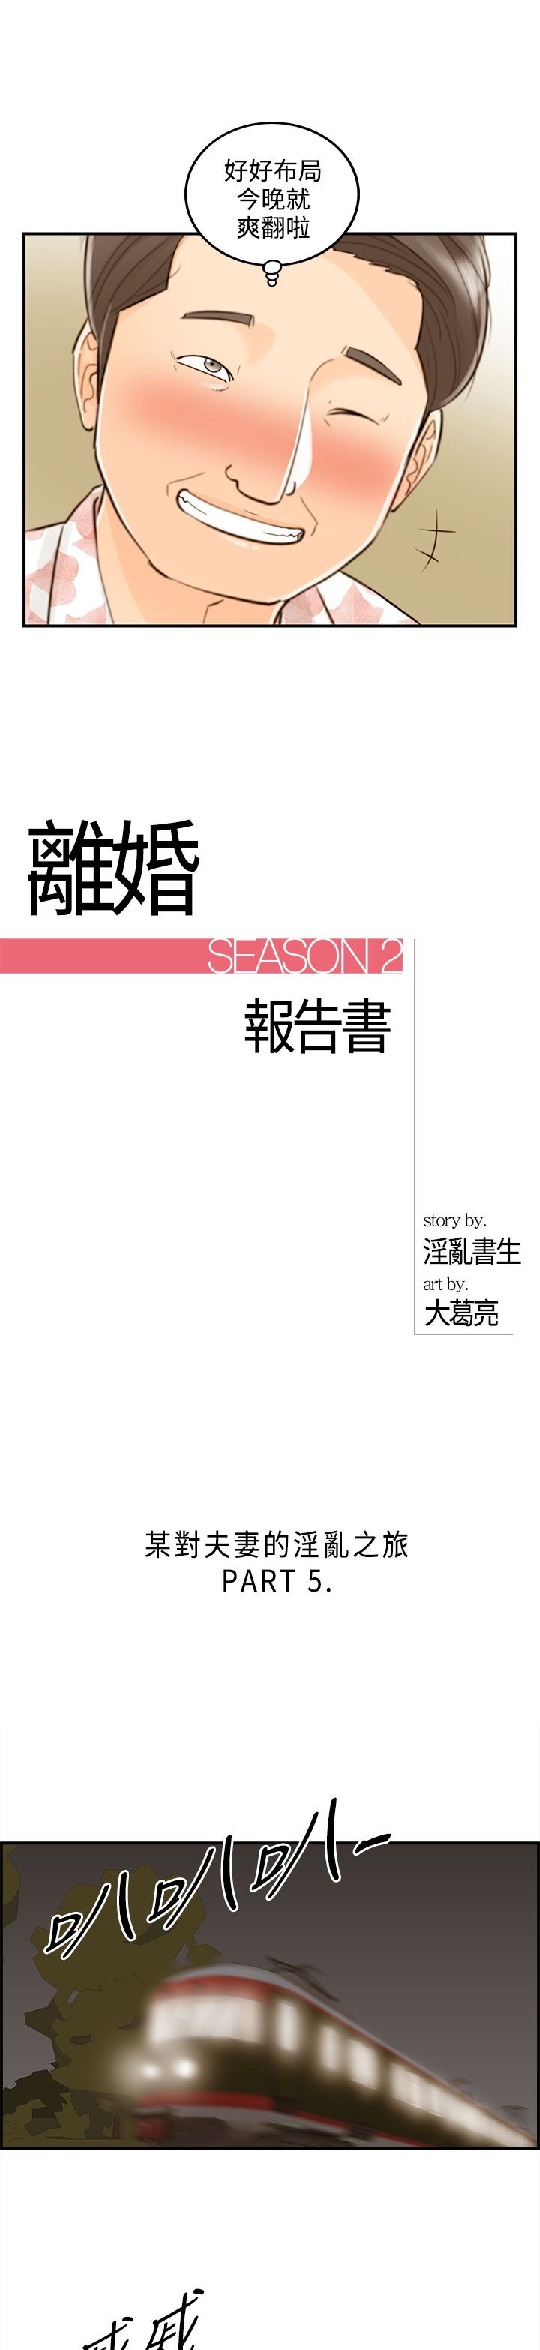 好好布局
今晚就
爽翻啦
離婚
SEASON 2
報告書
story by.
淫亂書生
art by.
大葛亮
某對夫妻的淫亂之旅
PART 5.
叭叭叭—